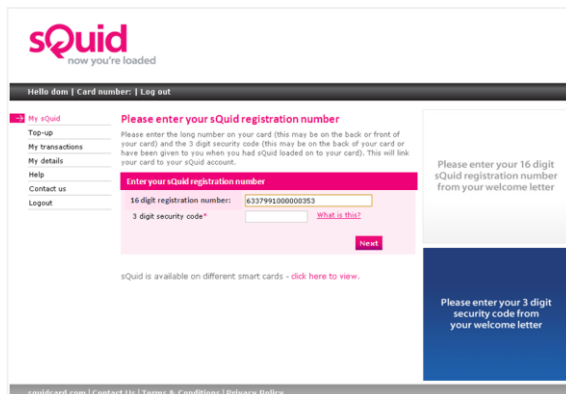 sQuid
now you're loaded
Hello dom | Card number: | Log out
My sQuid
Top-up
My transactions
My details
Help
Contact us
Logout
Please enter your sQuid registration number
Please enter the long number on your card (this may be on the back or front of
your card) and the 3 digit security code (this may be on the back of your card or
have been given to you when you had sQuid loaded on to your card). This will link
your card to your sQuid account.
Enter your sQuid registration number
16 digit registration number: 6337991000000353
3 digit security code* What is this?
Next
sQuid is available on different smart cards - click here to view.
Please enter your 16 digit
sQuid registration number
from your welcome letter
Please enter your 3 digit
security code from
your welcome letter
squidcard.com | Contact Us | Terms & Conditions | Privacy Policy